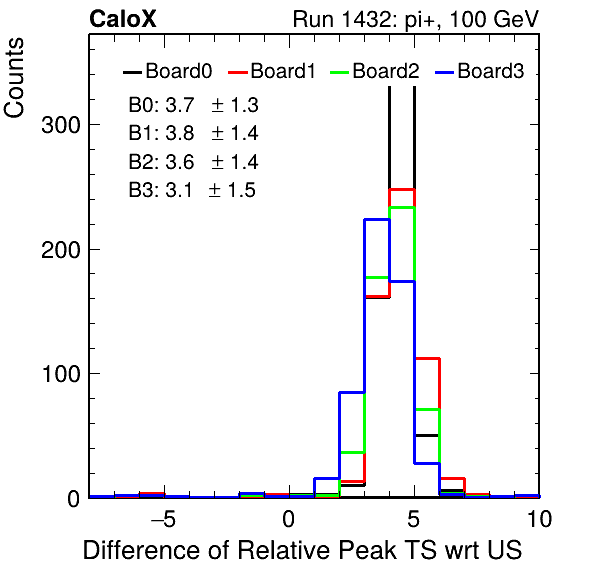 CaloX Run 1432: pi+, 100 GeV
Counts
Board0 Board1 Board2 Board3
B0: 3.7 ± 1.3
B1: 3.8 ± 1.4
B2: 3.6 ± 1.4
B3: 3.1 ± 1.5
300
200
100
0
−5 0 5 10
Difference of Relative Peak TS wrt US